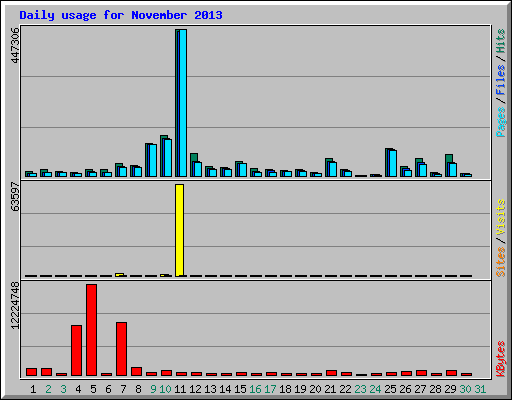 Daily usage for November 2013
447306
Pages / Files / Hits
63597
Sites / Visits
12224748
KBytes
1 2 3 4 5 6 7 8 9 10 11 12 13 14 15 16 17 18 19 20 21 22 23 24 25 26 27 28 29 30 31